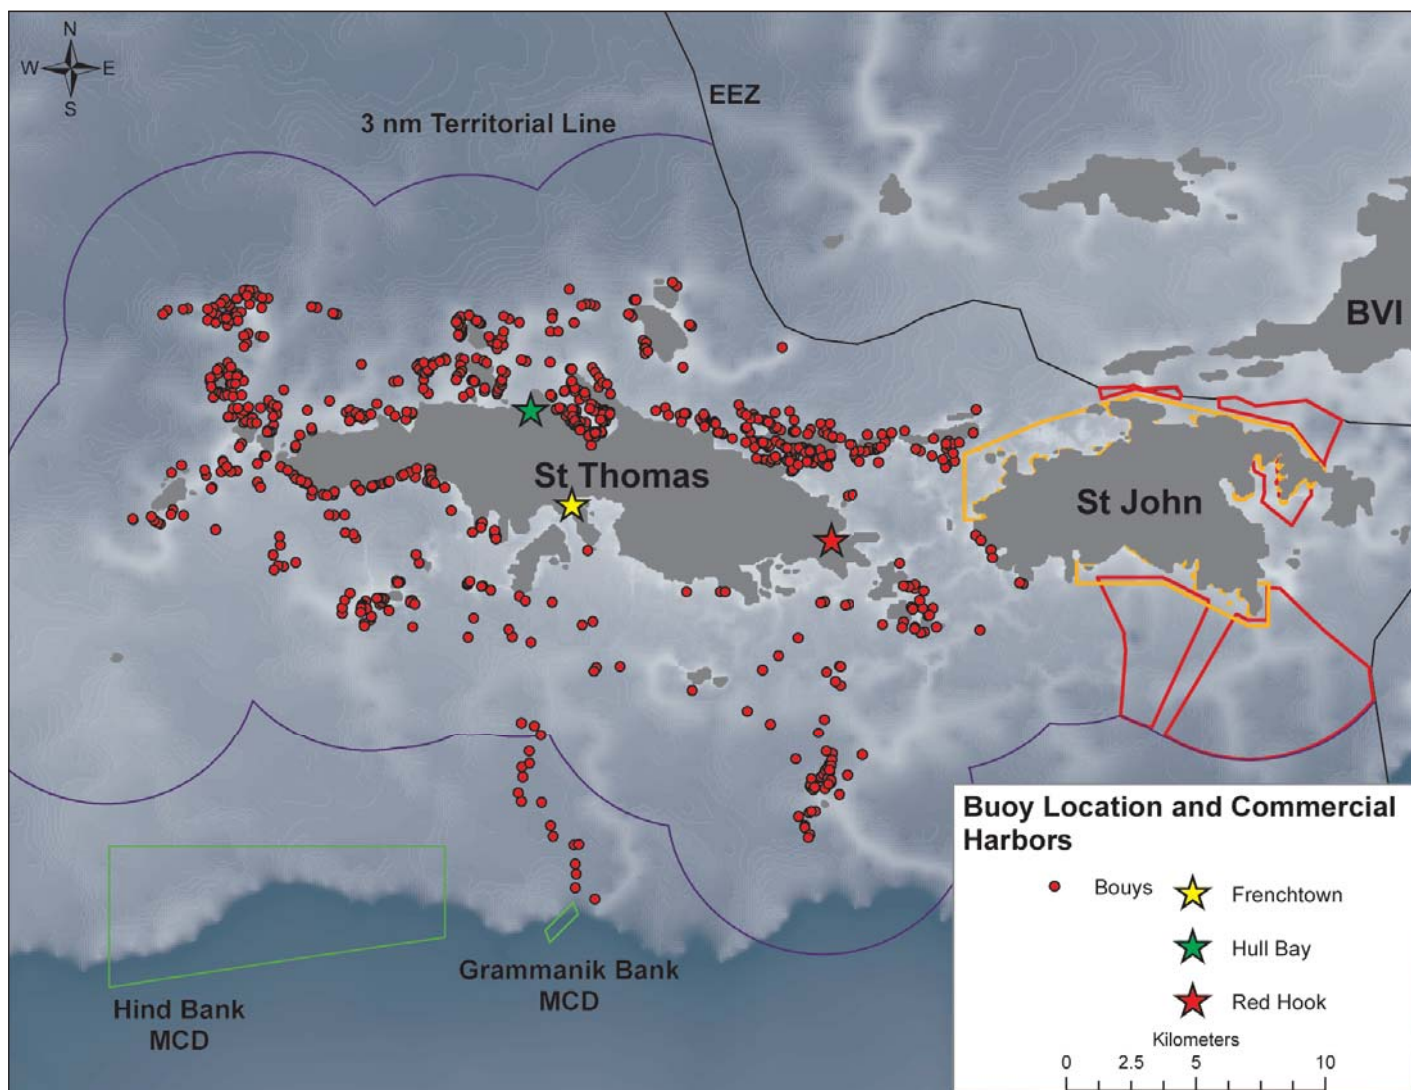 N
W E
S
EEZ
3 nm Territorial Line
BVI
St Thomas
St John
Hind Bank
MCD
Grammanik Bank
MCD
Buoy Location and Commercial
Harbors
Bouys
Frenchtown
Hull Bay
Red Hook
Kilometers
0 2.5 5 10